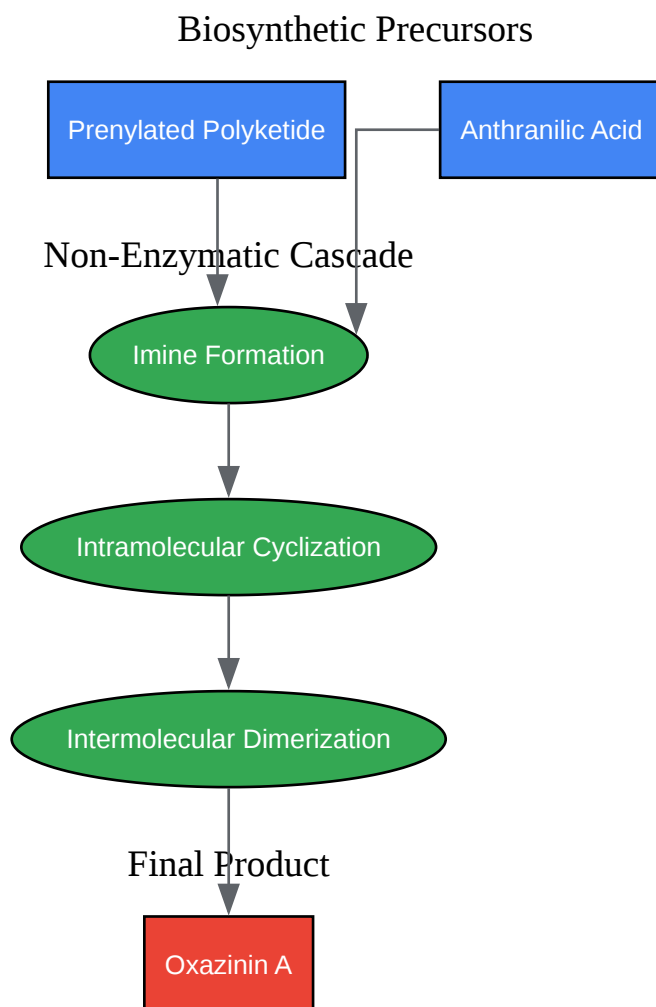 Biosynthetic Precursors
Prenylated Polyketide
Anthranilic Acid
Non-Enzymatic Cascade
Imine Formation
Intramolecular Cyclization
Intermolecular Dimerization
Final Product
Oxazinin A